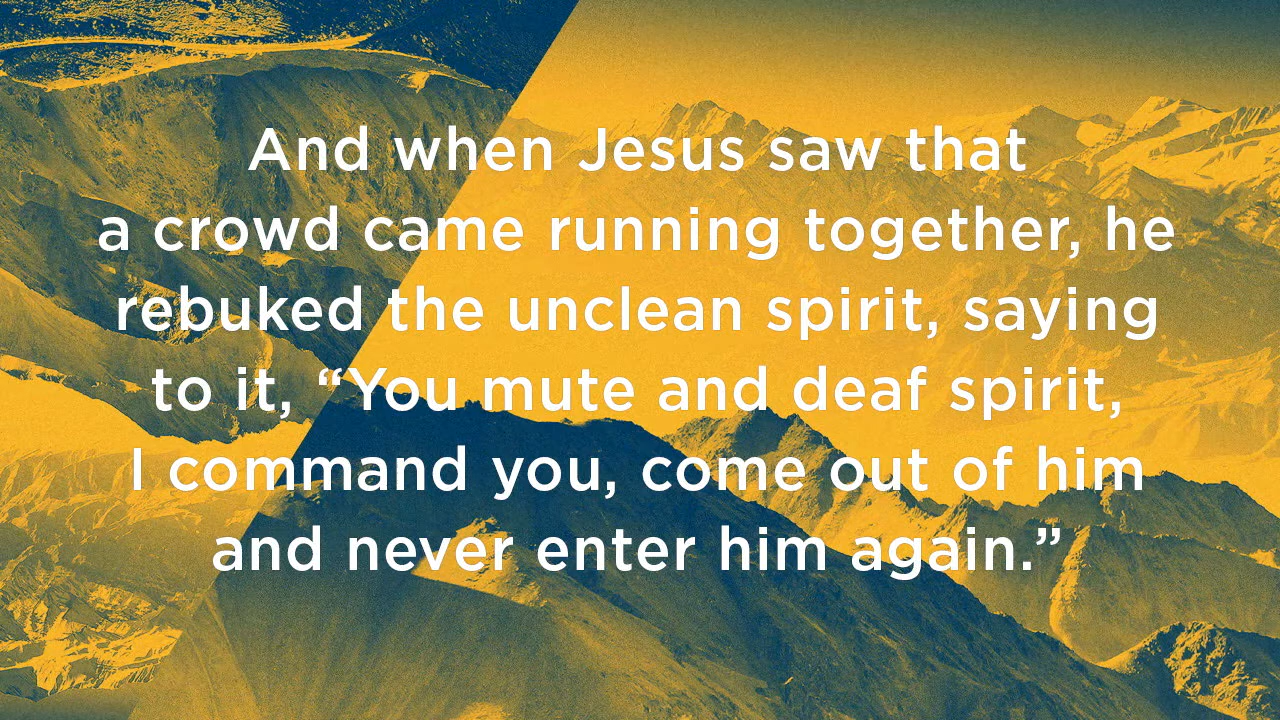 And when Jesus saw that
a crowd came running together, he
rebuked the unclean spirit, saying
to it, “You mute and deaf spirit,
I command you, come out of him
and never enter him again.”